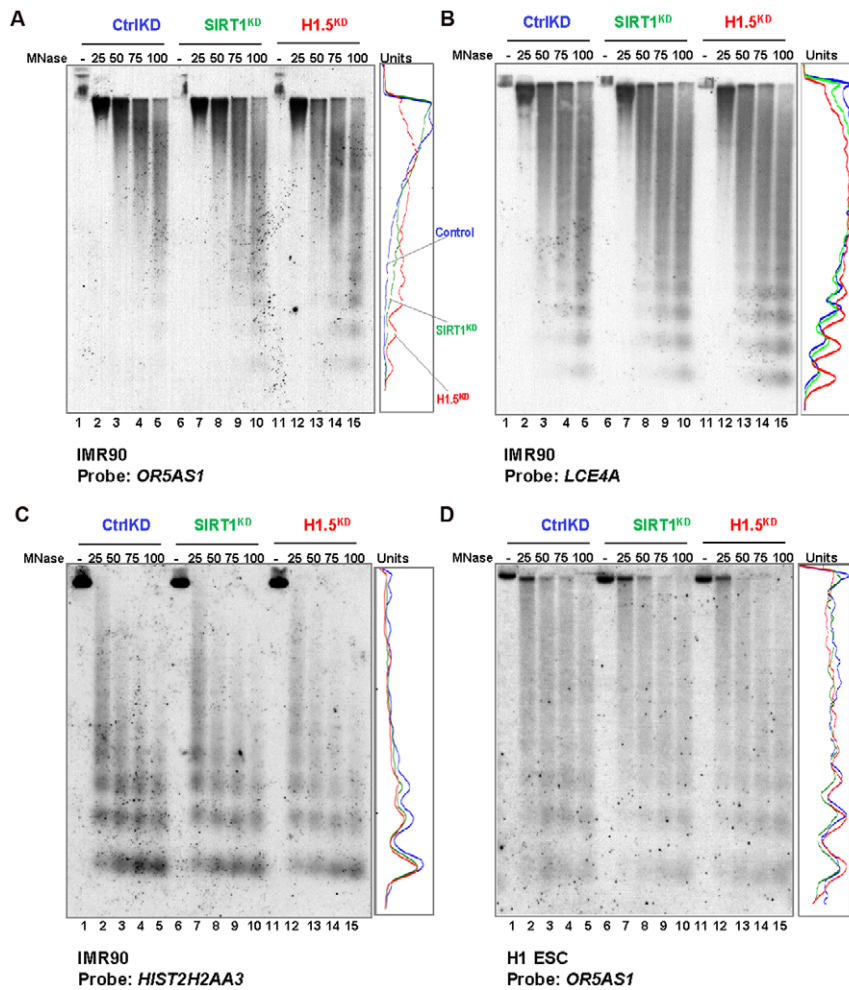 A
CtrlKD SIRT1KD H1.5KD
MNase - 25 50 75 100 - 25 50 75 100 - 25 50 75 100 Units
Control
SIRT1KD
H1.5KD
1 2 3 4 5 6 7 8 9 10 11 12 13 14 15
IMR90
Probe: OR5AS1
B
CtrlKD SIRT1KD H1.5KD
MNase - 25 50 75 100 - 25 50 75 100 - 25 50 75 100 Units
1 2 3 4 5 6 7 8 9 10 11 12 13 14 15
IMR90
Probe: LCE4A
C
CtrlKD SIRT1KD H1.5KD
MNase - 25 50 75 100 - 25 50 75 100 - 25 50 75 100 Units
1 2 3 4 5 6 7 8 9 10 11 12 13 14 15
IMR90
Probe: HIST2H2AA3
D
CtrlKD SIRT1KD H1.5KD
MNase - 25 50 75 100 - 25 50 75 100 - 25 50 75 100 Units
1 2 3 4 5 6 7 8 9 10 11 12 13 14 15
H1 ESC
Probe: OR5AS1